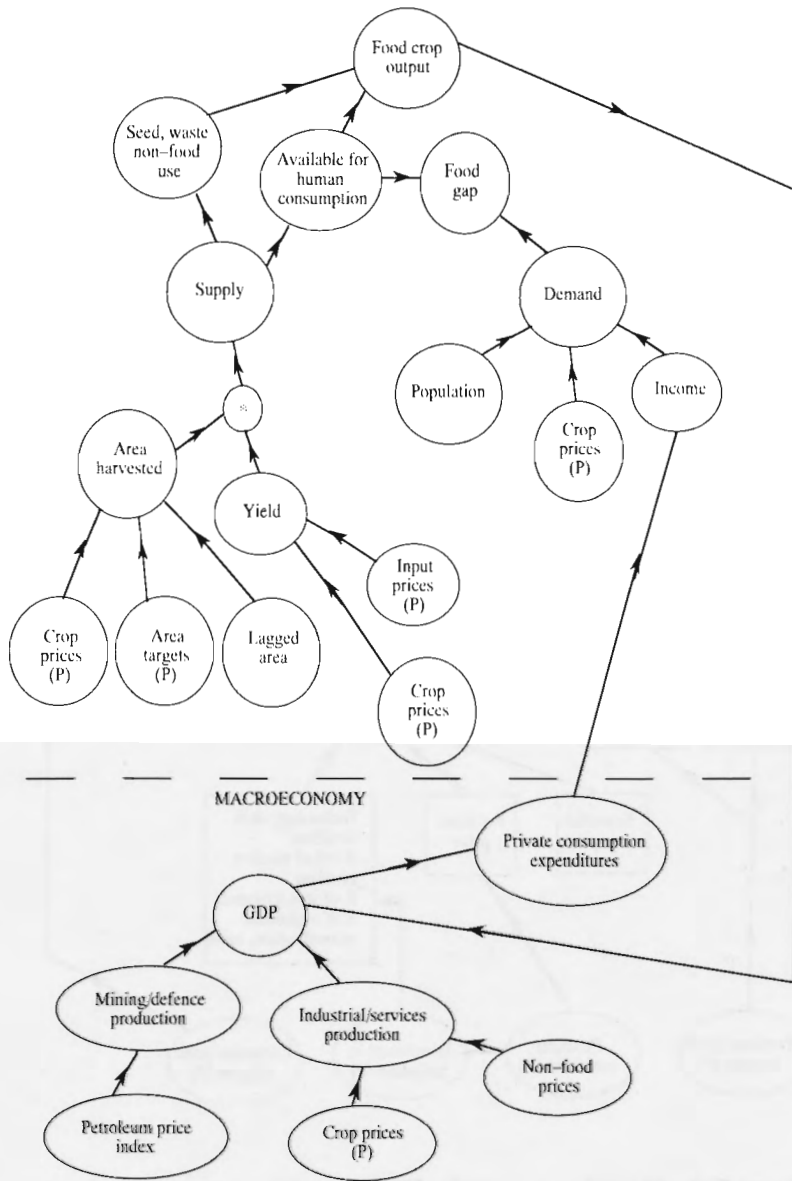 Food crop
output
Seed, waste
non-food
use
Available for
human
consumption
Food
gap
Supply
Demand
Population
Income
Crop
prices
(P)
*
Area
harvested
Yield
Input
prices
(P)
Crop
prices
(P)
Area
targets
(P)
Lagged
area
Crop
prices
(P)
MACROECONOMY
Private consumption
expenditures
GDP
Mining/defence
production
Industrial/services
production
Non-food
prices
Petroleum price
index
Crop prices
(P)